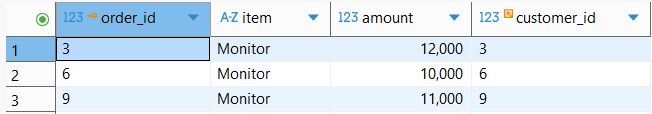 123 order_id A-Z item 123 amount 123 customer_id
1 3 Monitor 12,000 3
2 6 Monitor 10,000 6
3 9 Monitor 11,000 9